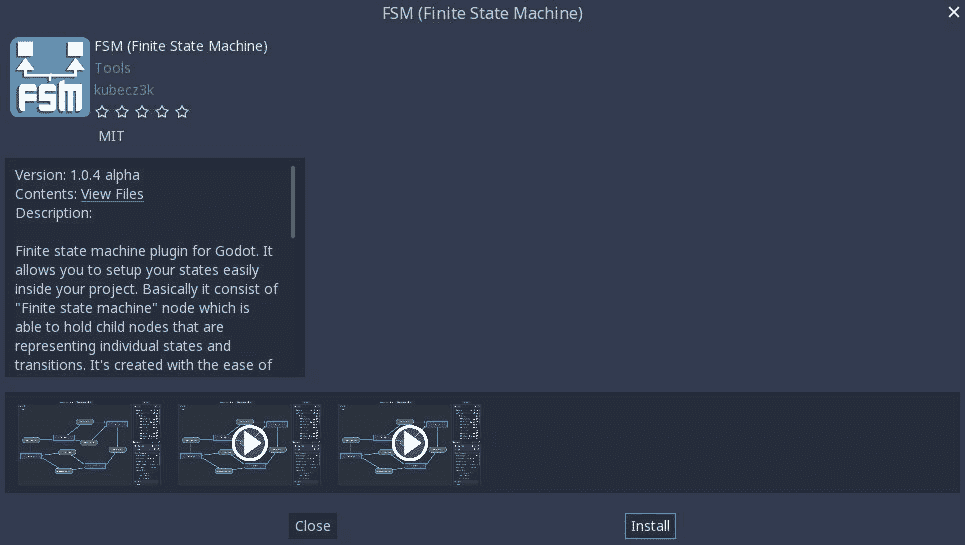 FSM (Finite State Machine)
FSM (Finite State Machine)
Tools
kubecz3k
MIT
FSM
Version: 1.0.4 alpha
Contents: View Files
Description:
Finite state machine plugin for Godot. It
allows you to setup your states easily
inside your project. Basically it consist of
"Finite state machine" node which is
able to hold child nodes that are
representing individual states and
transitions. It's created with the ease of
Close
Install